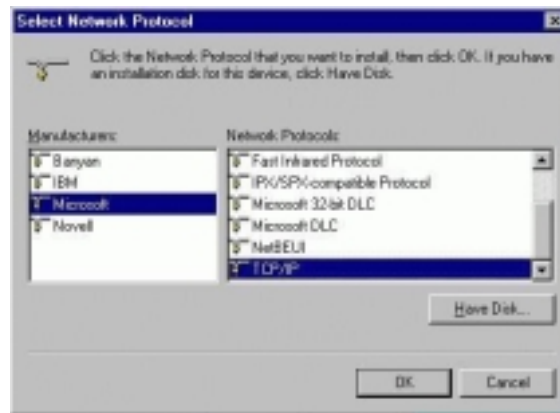 Select Network Protocol
Click the Network Protocol that you want to install, then click OK. If you have
an installation disk for this device, click Have Disk.
Manufacturers:
Banyan
IBM
Microsoft
Novell
Network Protocols:
Fast Infrared Protocol
IPX/SPX-compatible Protocol
Microsoft 32-bit DLC
Microsoft DLC
NetBEUI
TCP/IP
Have Disk...
OK
Cancel